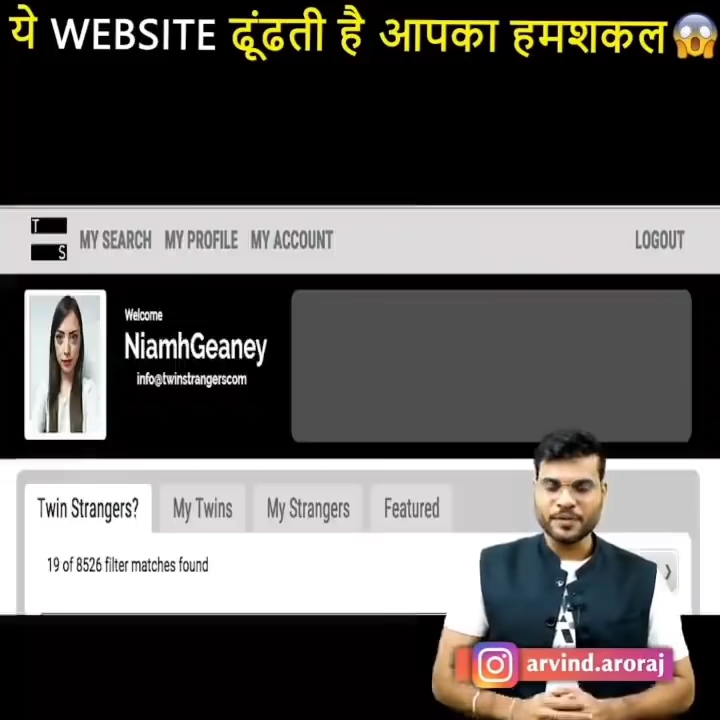 ये WEBSITE ढूंढती है आपका हमशकल😱
T
S
MY SEARCH MY PROFILE MY ACCOUNT LOGOUT
Welcome
NiamhGeaney
info@twinstrangerscom
Twin Strangers? My Twins My Strangers Featured
19 of 8526 filter matches found
arvind.aroraj